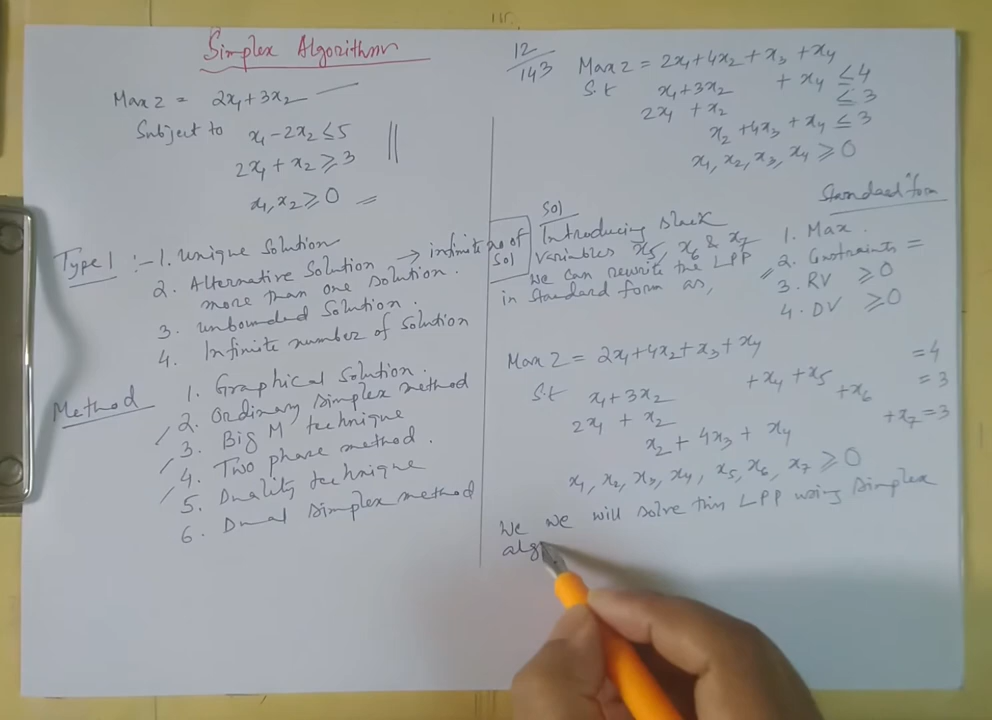 Simplex Algorithm
Max Z = 2x₁+3x₂
Subject to x₁-2x₂ ≤ 5
2x₁ + x₂ ≥ 3
x₁, x₂ ≥ 0
Type 1 :- 1. Unique Solution
2. Alternative Solution → infinite no of sol
more than one solution.
3. unbounded solution.
4. Infinite number of solution
Method 1. Graphical Solution.
2. Ordinary simplex method
3. Big M' technique
4. Two phase method.
5. Duality technique
6. Dual simplex method
12/143
Max Z = 2x₁+4x₂+x₃+x₄
S.t x₁+3x₂ + x₄ ≤ 4
2x₁ + x₂ ≤ 3
x₂ +4x₃ + x₄ ≤ 3
x₁, x₂, x₃, x₄ ≥ 0
Sol
Introducing slack
variables x₅, x₆ & x₇
we can rewrite the LPP
in standard form as,
Standard form
1. Max.
2. Constraints =
3. RV ≥ 0
4. DV ≥ 0
Max Z = 2x₁+4x₂+x₃+x₄
S.t x₁+3x₂ +x₄+x₅ =4
2x₁ + x₂ +x₆ =3
x₂ + 4x₃ + x₄ +x₇=3
x₁, x₂, x₃, x₄, x₅, x₆, x₇ ≥ 0
We we will solve this LPP using simplex
alg